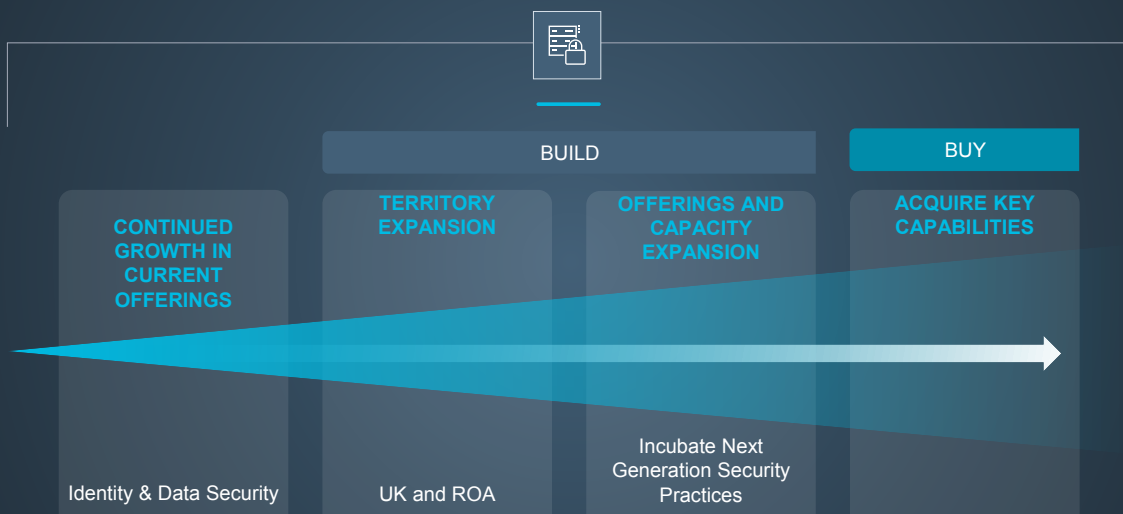 BUILD
BUY
CONTINUED
GROWTH IN
CURRENT
OFFERINGS
TERRITORY
EXPANSION
OFFERINGS AND
CAPACITY
EXPANSION
ACQUIRE KEY
CAPABILITIES
Identity & Data Security
UK and ROA
Incubate Next
Generation Security
Practices